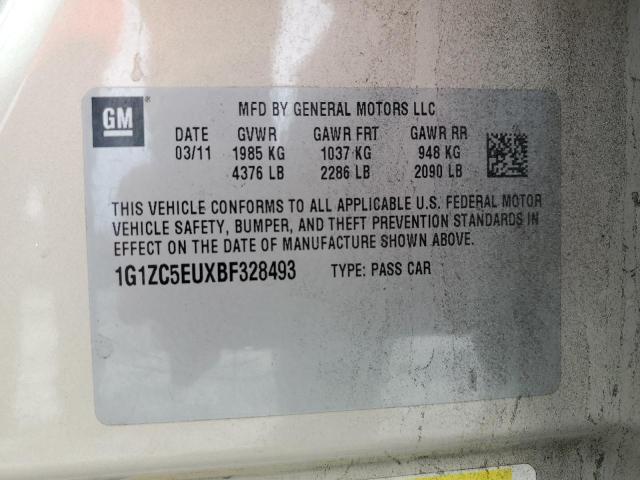 GM® MFD BY GENERAL MOTORS LLC
DATE GVWR GAWR FRT GAWR RR
03/11 1985 KG 1037 KG 948 KG
4376 LB 2286 LB 2090 LB
THIS VEHICLE CONFORMS TO ALL APPLICABLE U.S. FEDERAL MOTOR
VEHICLE SAFETY, BUMPER, AND THEFT PREVENTION STANDARDS IN
EFFECT ON THE DATE OF MANUFACTURE SHOWN ABOVE.
1G1ZC5EUXBF328493 TYPE: PASS CAR